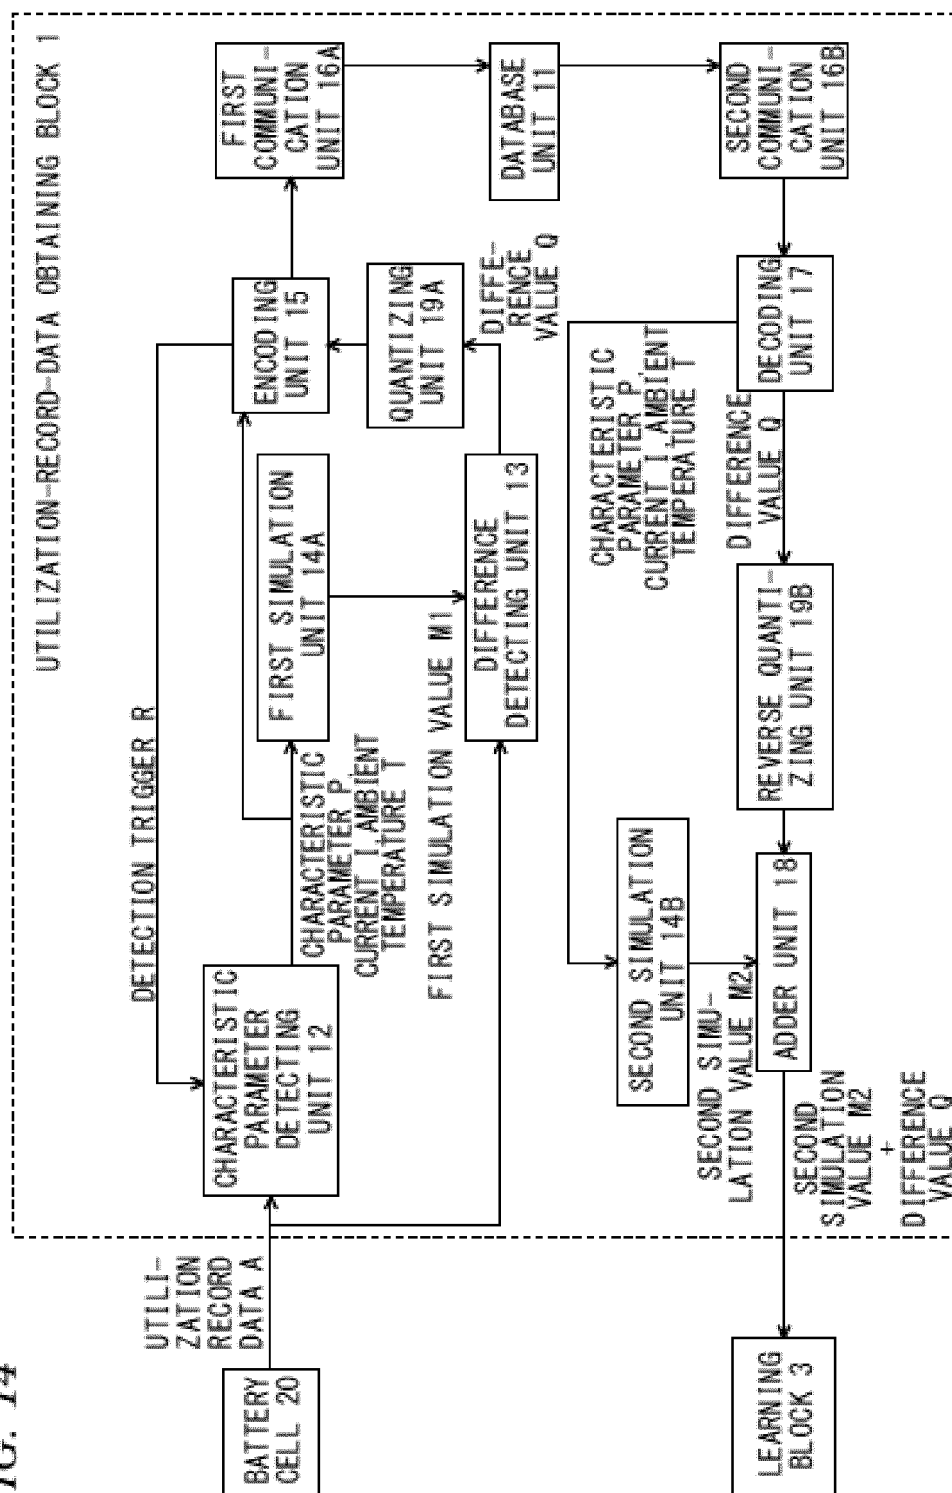 FIG. 14
UTILIZATION-RECORD-DATA OBTAINING BLOCK 1
BATTERY
CELL 20
UTILI-
ZATION
RECORD
DATA A
DETECTION TRIGGER R
CHARACTERISTIC
PARAMETER
DETECTING
UNIT 12
CHARACTERISTIC
PARAMETER P,
CURRENT I, AMBIENT
TEMPERATURE T
FIRST SIMULATION
UNIT 14A
FIRST SIMULATION VALUE M1
DIFFERENCE
DETECTING UNIT 13
ENCODING
UNIT 15
QUANTIZING
UNIT 19A
DIFFE-
RENCE
VALUE Q
FIRST
COMMUNI-
CATION
UNIT 16A
DATABASE
UNIT 11
SECOND
COMMUNI-
CATION
UNIT 16B
DECODING
UNIT 17
CHARACTERISTIC
PARAMETER P,
CURRENT I, AMBIENT
TEMPERATURE T
DIFFERENCE
VALUE Q
REVERSE QUANTI-
ZING UNIT 19B
SECOND SIMULATION
UNIT 14B
SECOND SIMU-
LATION VALUE M2
ADDER UNIT 18
SECOND
SIMULATION
VALUE M2
+
DIFFERENCE
VALUE Q
LEARNING
BLOCK 3